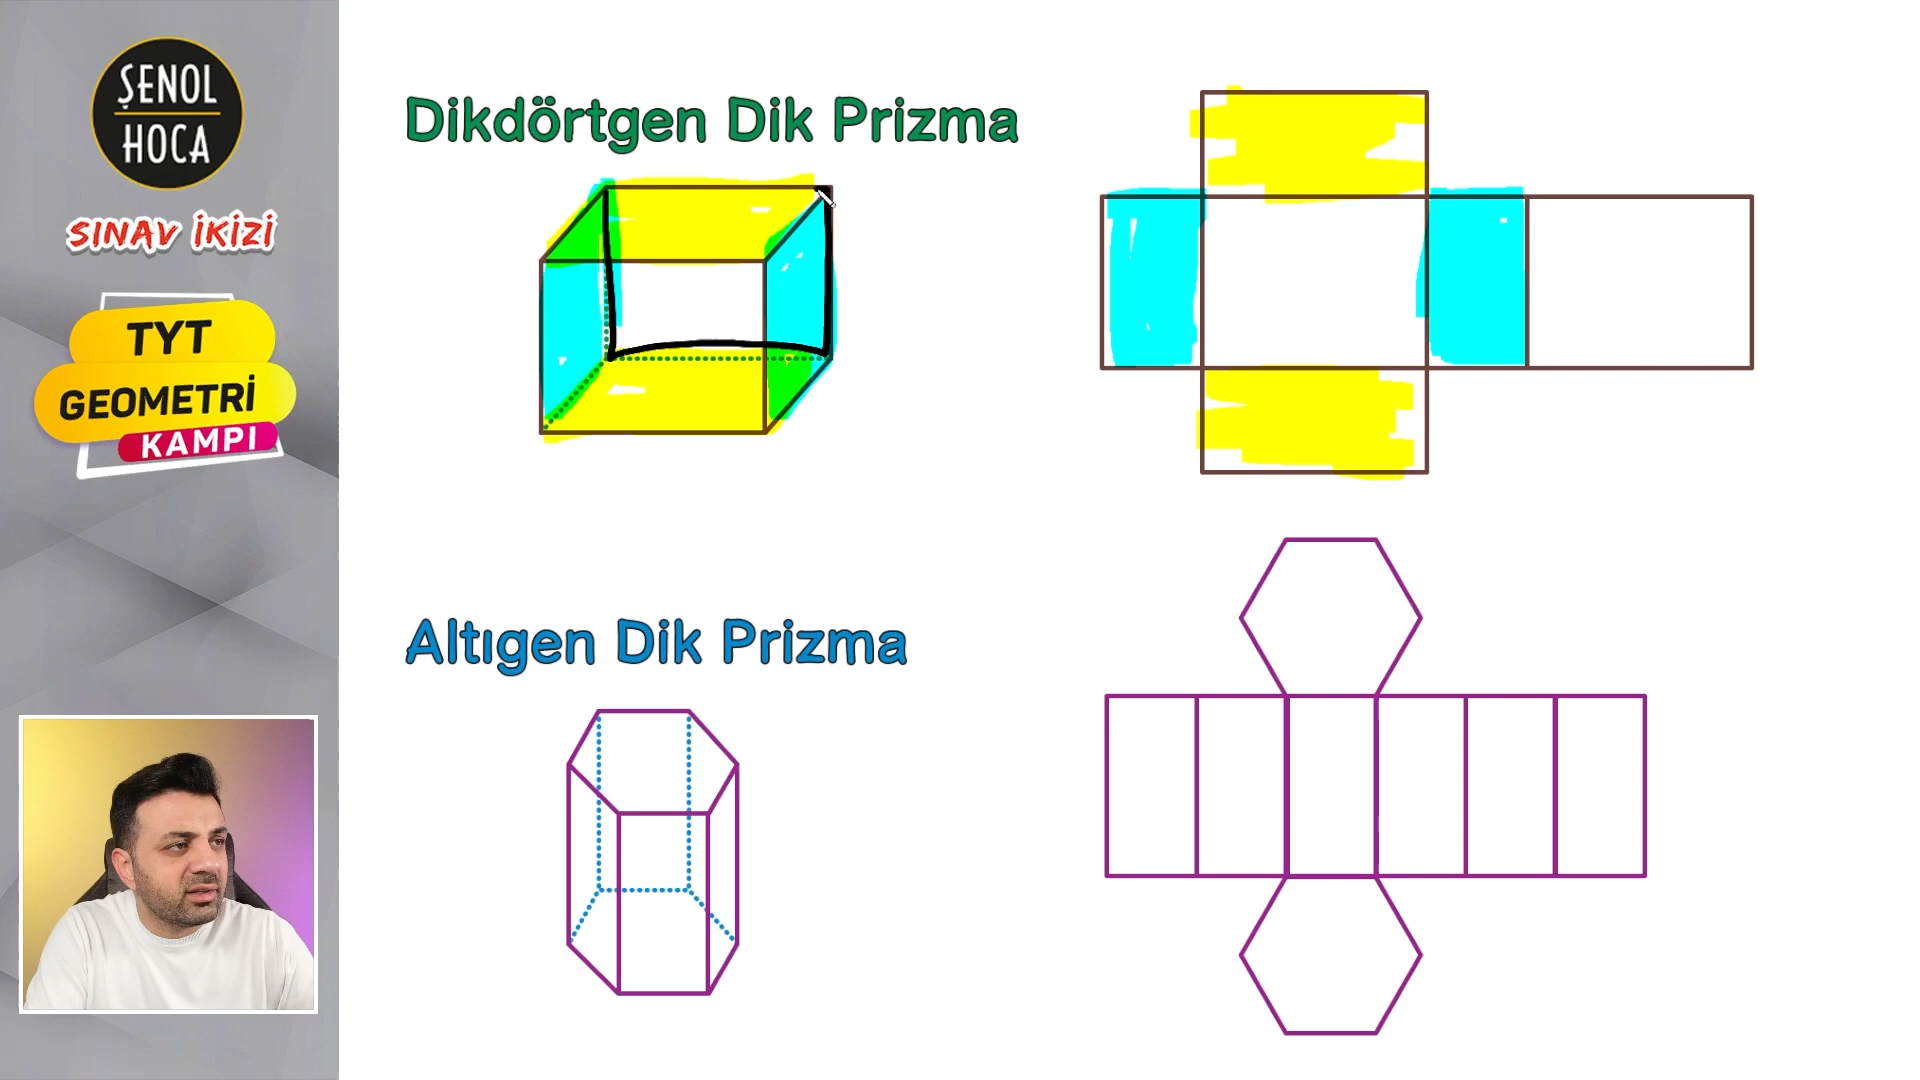 ŞENOL
HOCA
SINAV İKİZİ
TYT
GEOMETRİ
KAMPI
Dikdörtgen Dik Prizma
Altıgen Dik Prizma